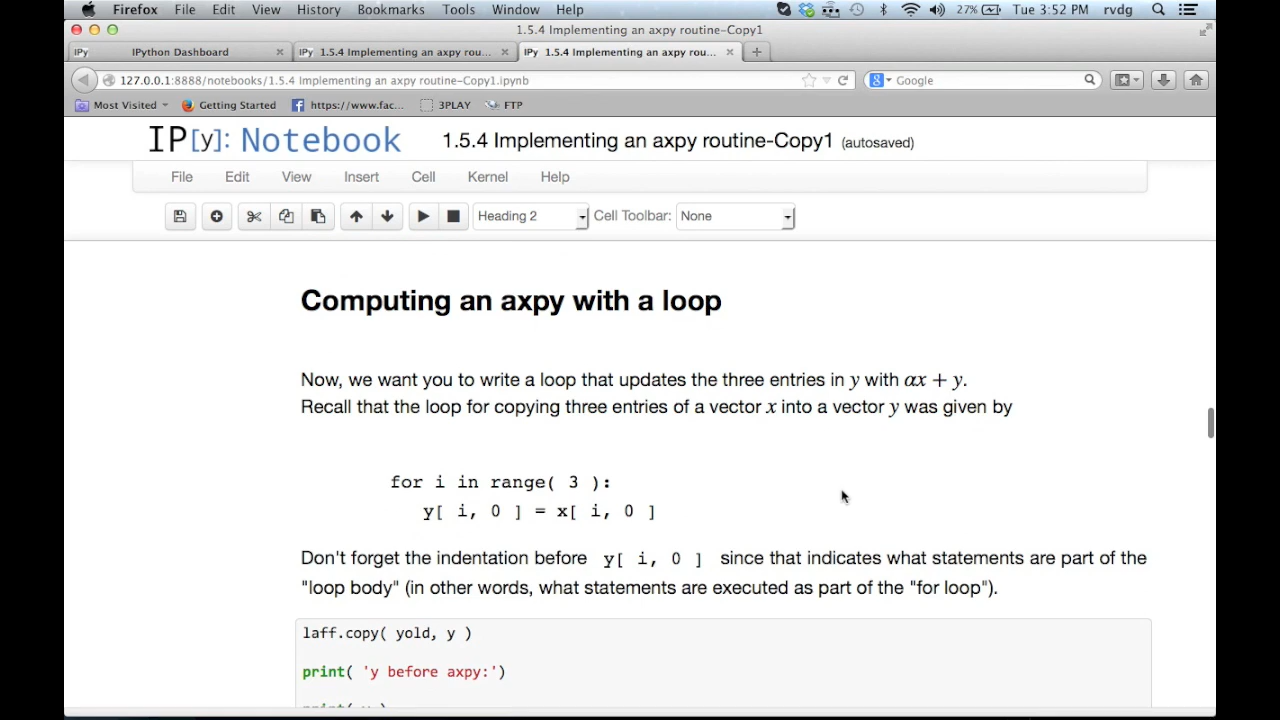 Firefox File Edit View History Bookmarks Tools Window Help 27% Tue 3:52 PM rvdg
1.5.4 Implementing an axpy routine-Copy1
IPy IPython Dashboard × IPy 1.5.4 Implementing an axpy rou... × IPy 1.5.4 Implementing an axpy rou... × +
127.0.0.1:8888/notebooks/1.5.4 Implementing an axpy routine-Copy1.ipynb Google
Most Visited Getting Started https://www.fac... 3PLAY FTP
IP[y]: Notebook 1.5.4 Implementing an axpy routine-Copy1 (autosaved)
File Edit View Insert Cell Kernel Help
Heading 2 Cell Toolbar: None
Computing an axpy with a loop
Now, we want you to write a loop that updates the three entries in y with αx + y.
Recall that the loop for copying three entries of a vector x into a vector y was given by
for i in range( 3 ):
y[ i, 0 ] = x[ i, 0 ]
Don't forget the indentation before y[ i, 0 ] since that indicates what statements are part of the
"loop body" (in other words, what statements are executed as part of the "for loop").
laff.copy( yold, y )
print( 'y before axpy:')